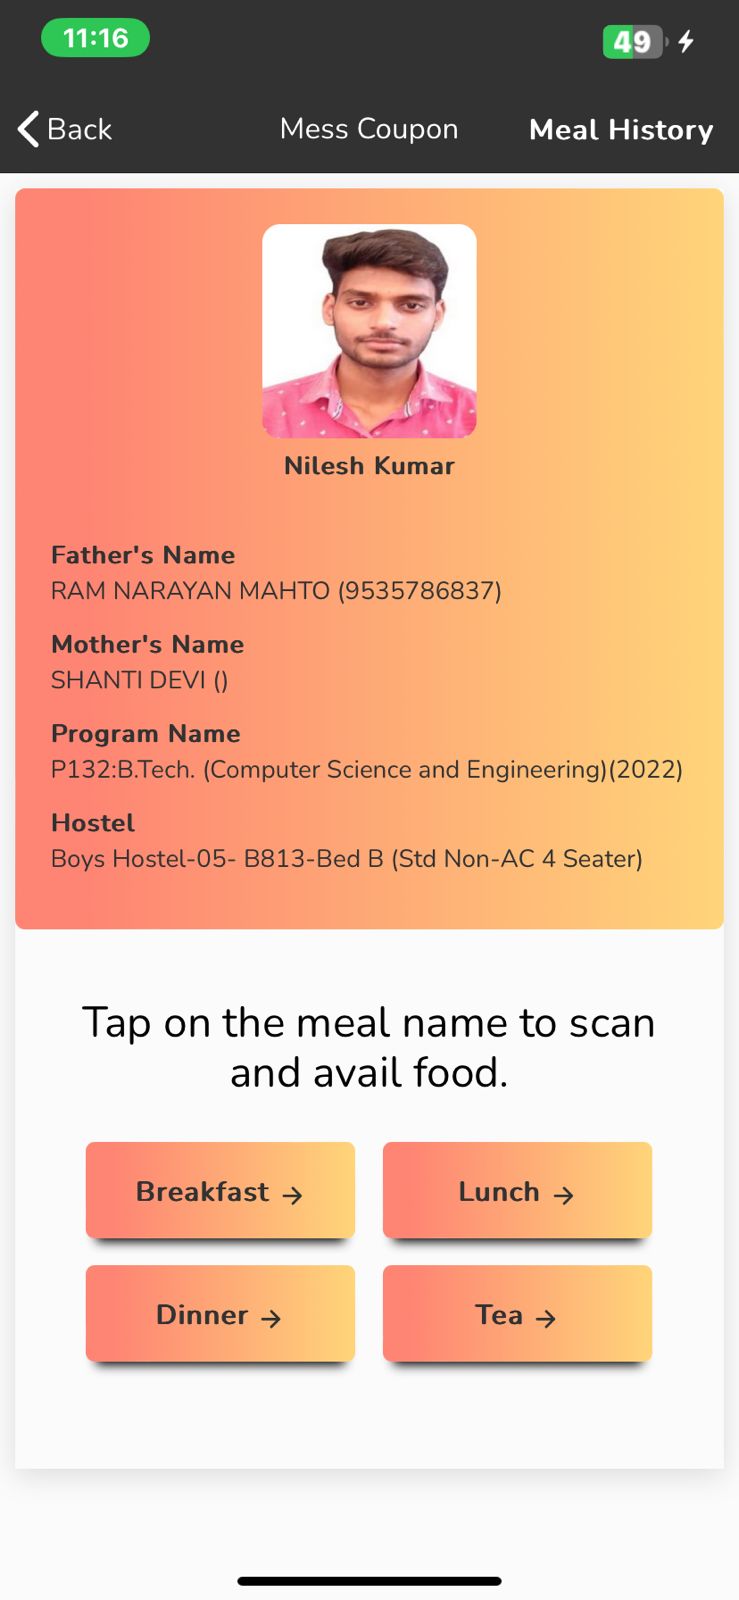 11:16
49
Back
Mess Coupon
Meal History
Nilesh Kumar
Father's Name
RAM NARAYAN MAHTO (9535786837)
Mother's Name
SHANTI DEVI ()
Program Name
P132:B.Tech. (Computer Science and Engineering)(2022)
Hostel
Boys Hostel-05- B813-Bed B (Std Non-AC 4 Seater)
Tap on the meal name to scan
and avail food.
Breakfast →
Lunch →
Dinner →
Tea →